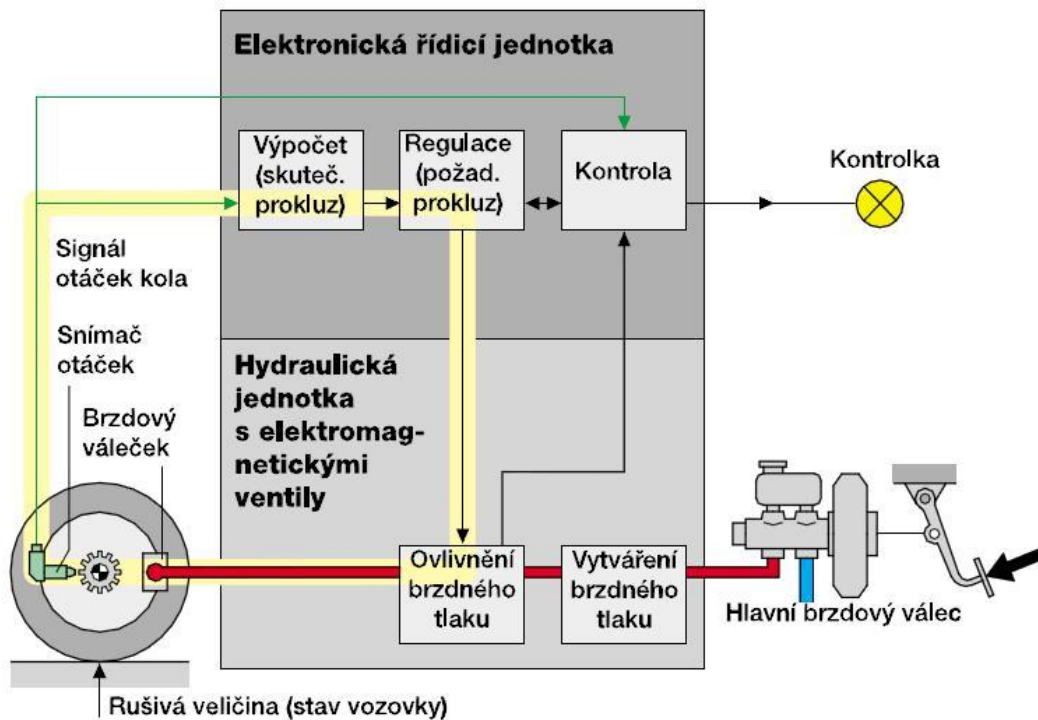 Elektronická řídicí jednotka
Výpočet
(skuteč.
prokluz)
Regulace
(požad.
prokluz)
Kontrola
Kontrolka
Signál
otáček kola
Snímač
otáček
Brzdový
váleček
Hydraulická
jednotka
s elektromag-
netickými
ventily
Ovlivnění
brzdného
tlaku
Vytváření
brzdného
tlaku
Hlavní brzdový válec
Rušivá veličina (stav vozovky)